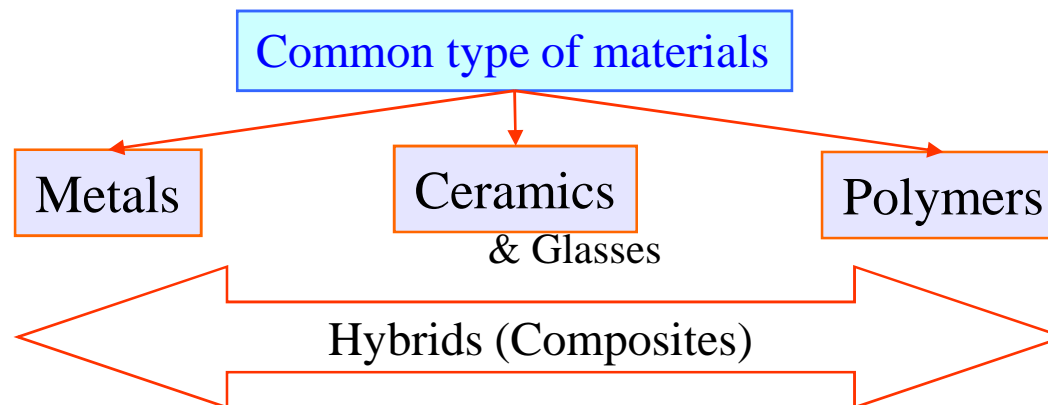 Common type of materials
Metals
Ceramics
Polymers
& Glasses
Hybrids (Composites)